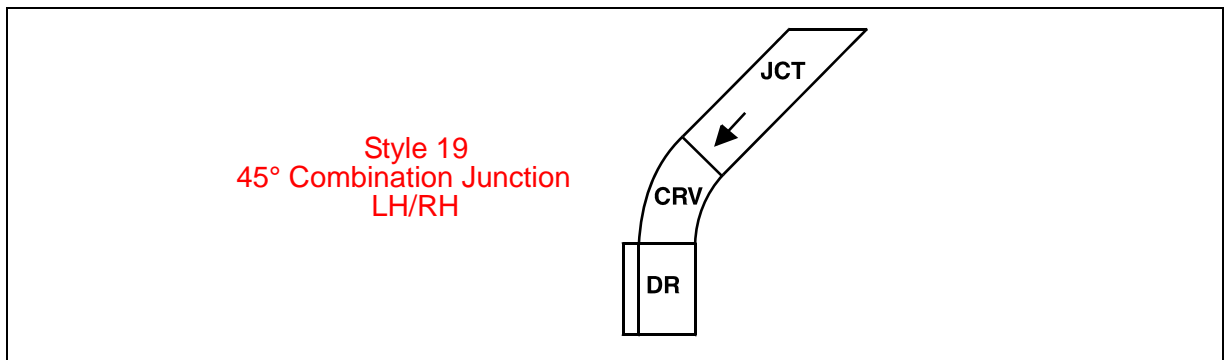 JCT
Style 19
45° Combination Junction
LH/RH
CRV
DR